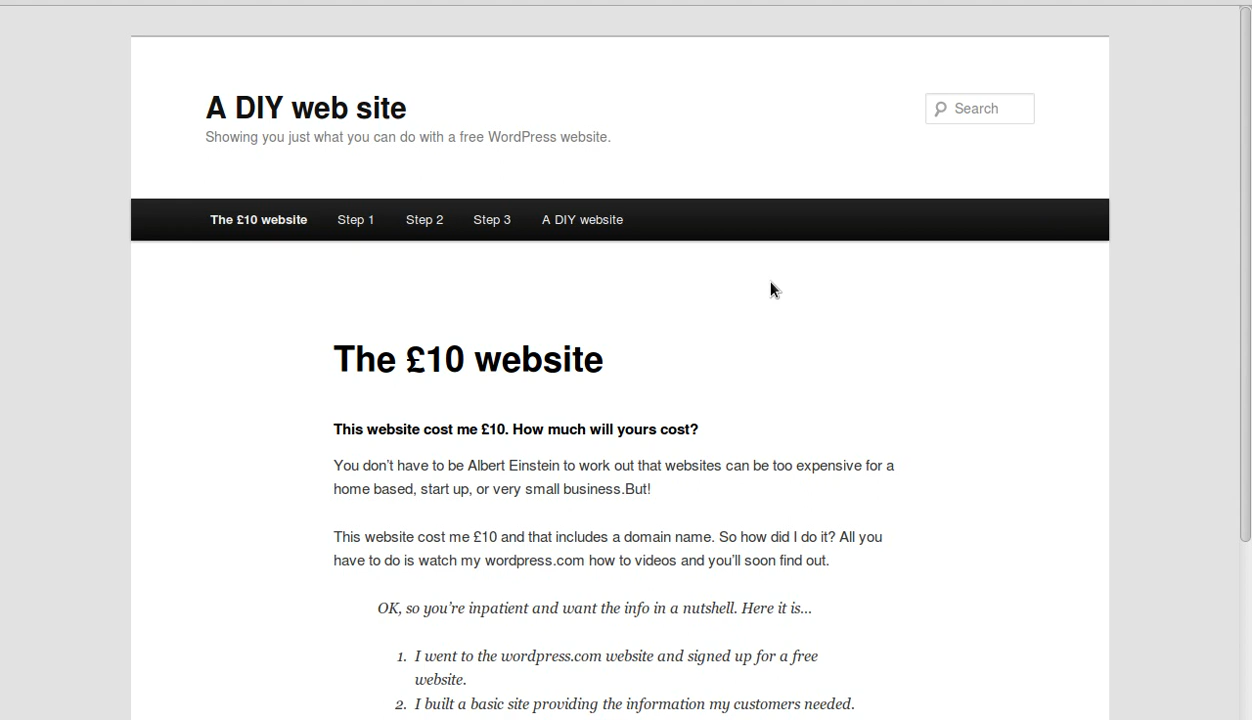 A DIY web site
Search
Showing you just what you can do with a free WordPress website.
The £10 website Step 1 Step 2 Step 3 A DIY website
The £10 website
This website cost me £10. How much will yours cost?
You don't have to be Albert Einstein to work out that websites can be too expensive for a
home based, start up, or very small business.But!
This website cost me £10 and that includes a domain name. So how did I do it? All you
have to do is watch my wordpress.com how to videos and you'll soon find out.
OK, so you're inpatient and want the info in a nutshell. Here it is...
1. I went to the wordpress.com website and signed up for a free
website.
2. I built a basic site providing the information my customers needed.